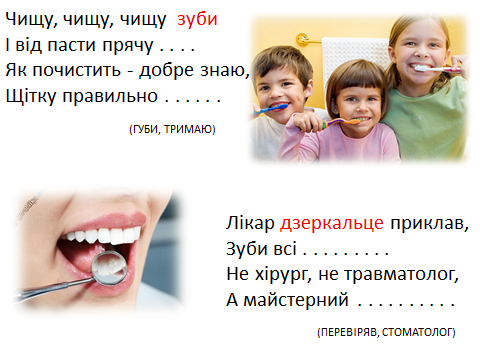 Чищу, чищу, чищу зуби
І від пасти прячу . . . .
Як почистить - добре знаю,
Щітку правильно . . . . . .
(ГУБИ, ТРИМАЮ)
Лікар дзеркальце приклав,
Зуби всі . . . . . . . . .
Не хірург, не травматолог,
А майстерний . . . . . . . . . .
(ПЕРЕВІРЯВ, СТОМАТОЛОГ)